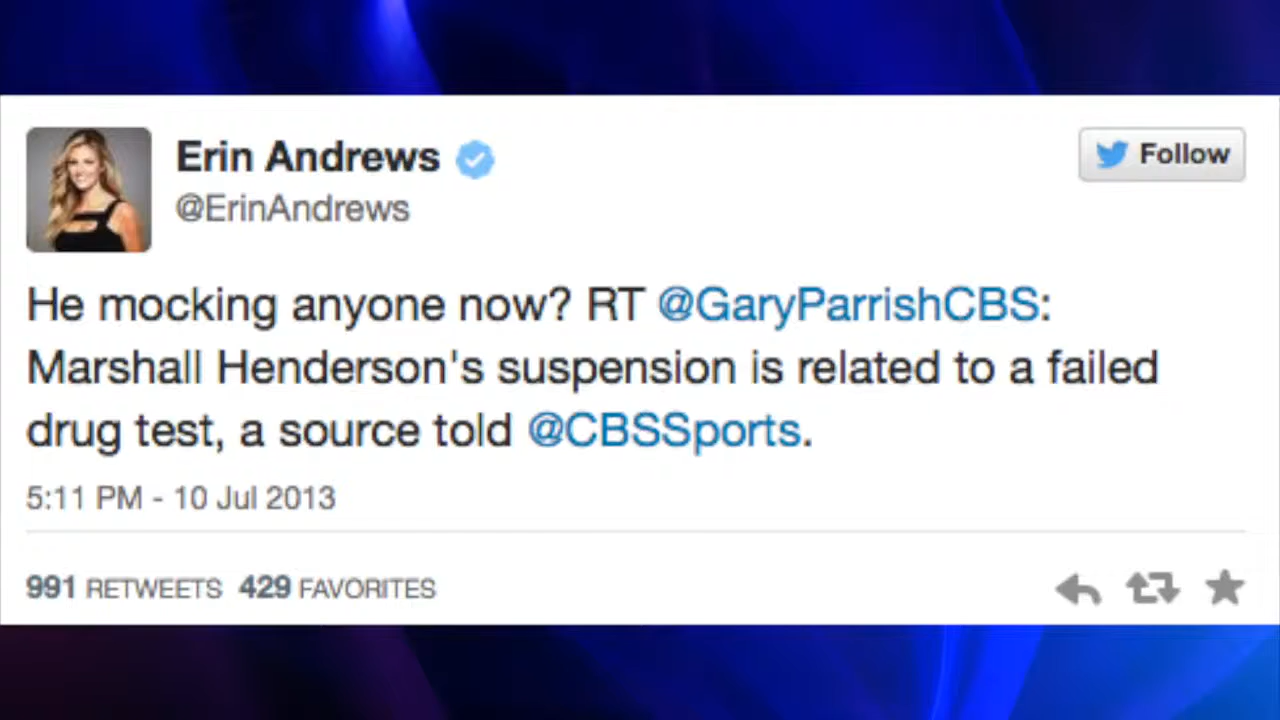 Erin Andrews
@ErinAndrews
Follow
He mocking anyone now? RT @GaryParrishCBS:
Marshall Henderson's suspension is related to a failed
drug test, a source told @CBSSports.
5:11 PM - 10 Jul 2013
991 RETWEETS 429 FAVORITES